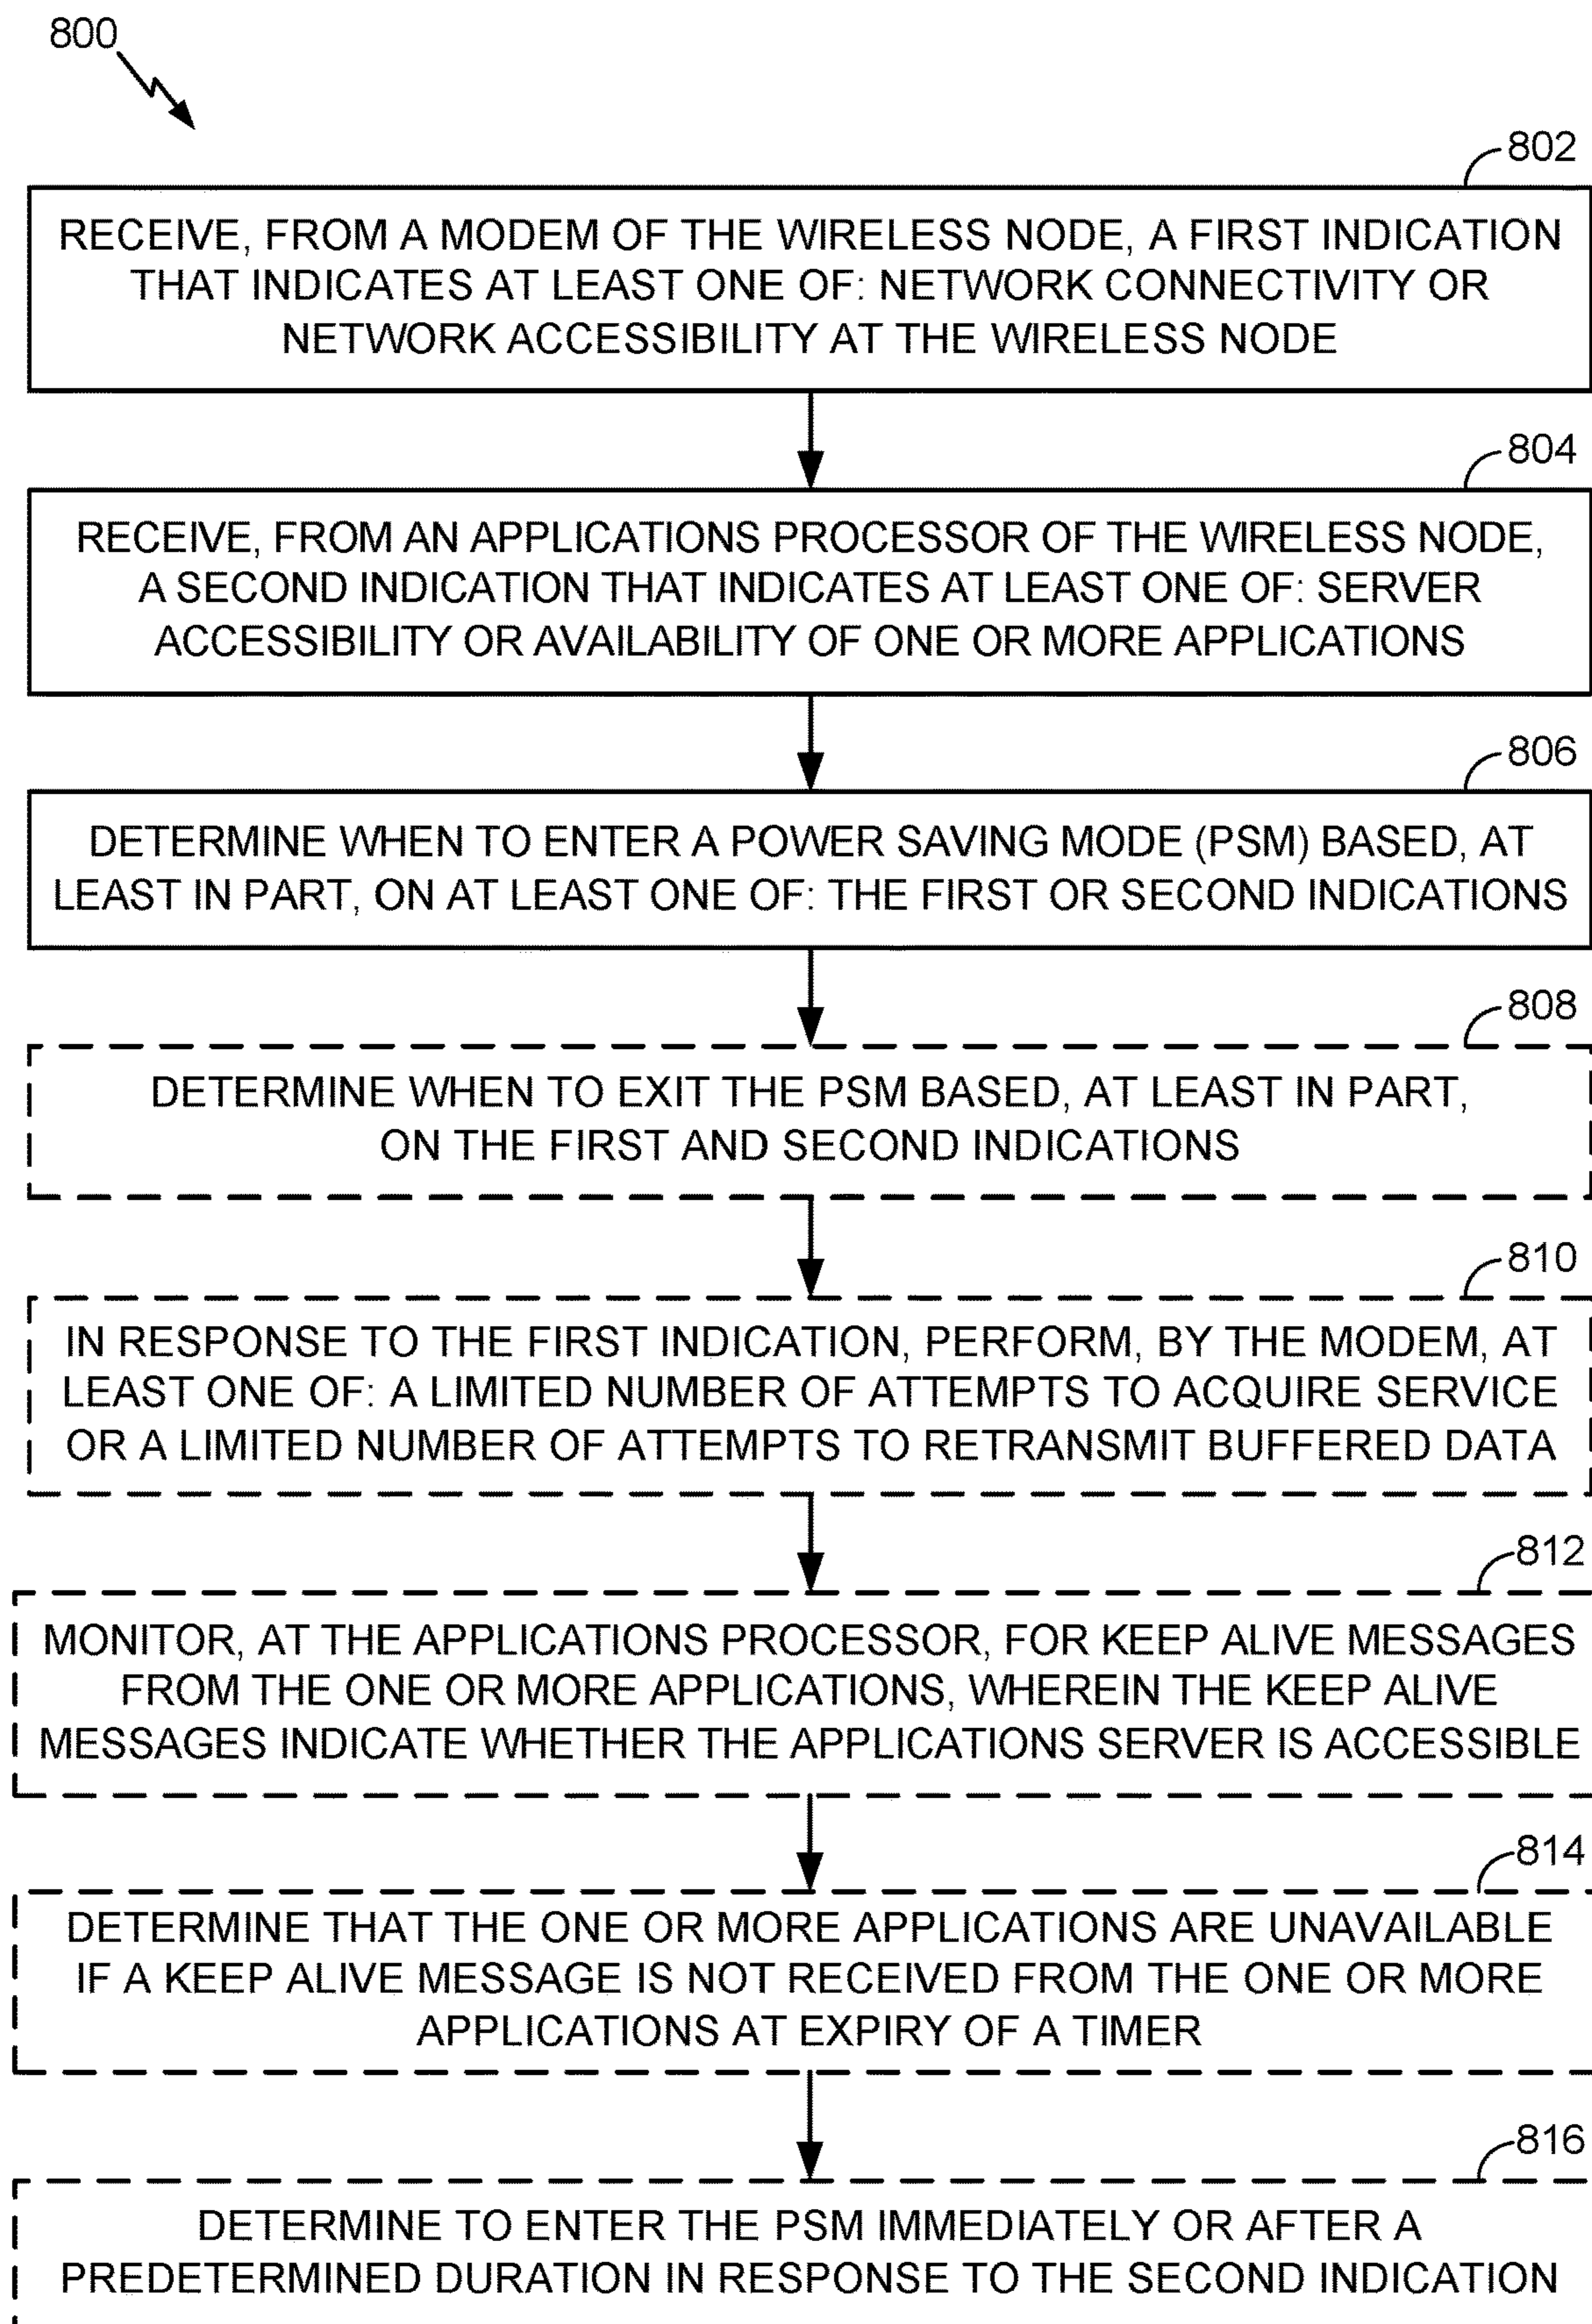 800
802
RECEIVE, FROM A MODEM OF THE WIRELESS NODE, A FIRST INDICATION
THAT INDICATES AT LEAST ONE OF: NETWORK CONNECTIVITY OR
NETWORK ACCESSIBILITY AT THE WIRELESS NODE
804
RECEIVE, FROM AN APPLICATIONS PROCESSOR OF THE WIRELESS NODE,
A SECOND INDICATION THAT INDICATES AT LEAST ONE OF: SERVER
ACCESSIBILITY OR AVAILABILITY OF ONE OR MORE APPLICATIONS
806
DETERMINE WHEN TO ENTER A POWER SAVING MODE (PSM) BASED, AT
LEAST IN PART, ON AT LEAST ONE OF: THE FIRST OR SECOND INDICATIONS
808
DETERMINE WHEN TO EXIT THE PSM BASED, AT LEAST IN PART,
ON THE FIRST AND SECOND INDICATIONS
810
IN RESPONSE TO THE FIRST INDICATION, PERFORM, BY THE MODEM, AT
LEAST ONE OF: A LIMITED NUMBER OF ATTEMPTS TO ACQUIRE SERVICE
OR A LIMITED NUMBER OF ATTEMPTS TO RETRANSMIT BUFFERED DATA
812
MONITOR, AT THE APPLICATIONS PROCESSOR, FOR KEEP ALIVE MESSAGES
FROM THE ONE OR MORE APPLICATIONS, WHEREIN THE KEEP ALIVE
MESSAGES INDICATE WHETHER THE APPLICATIONS SERVER IS ACCESSIBLE
814
DETERMINE THAT THE ONE OR MORE APPLICATIONS ARE UNAVAILABLE
IF A KEEP ALIVE MESSAGE IS NOT RECEIVED FROM THE ONE OR MORE
APPLICATIONS AT EXPIRY OF A TIMER
816
DETERMINE TO ENTER THE PSM IMMEDIATELY OR AFTER A
PREDETERMINED DURATION IN RESPONSE TO THE SECOND INDICATION